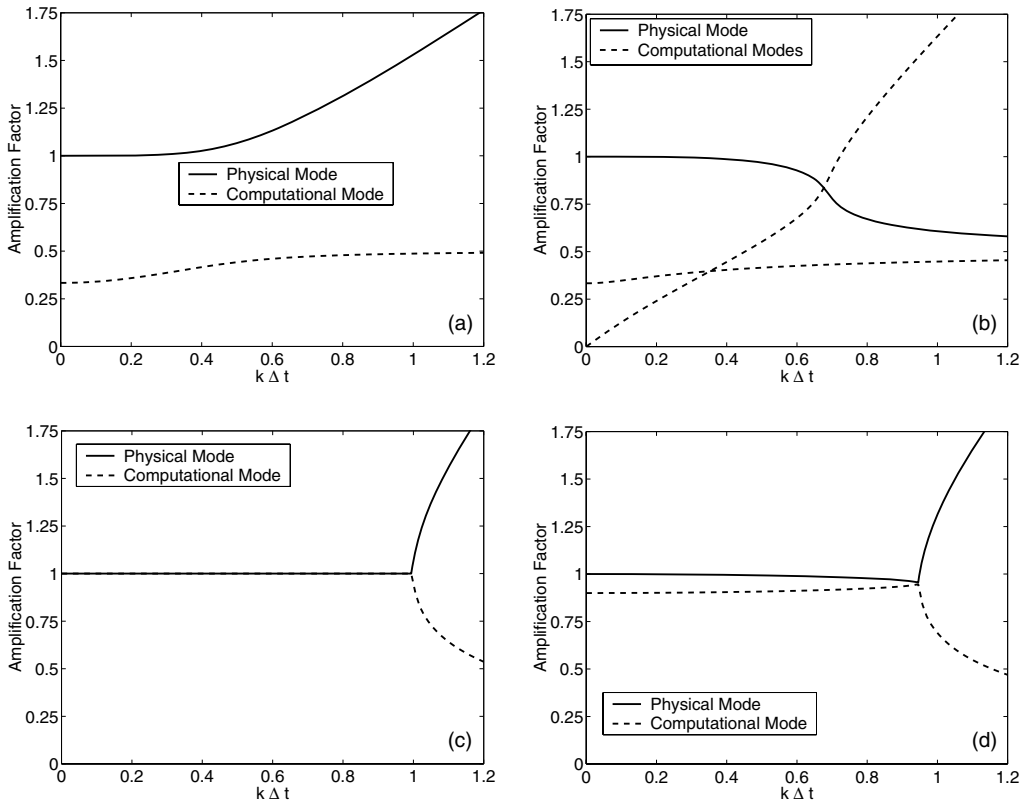 1.75
1.5
1.25
1
0.75
0.5
0.25
0
Amplification Factor
Physical Mode
Computational Mode
(a)
0 0.2 0.4 0.6 0.8 1 1.2
k Δ t
1.75
1.5
1.25
1
0.75
0.5
0.25
0
Amplification Factor
Physical Mode
Computational Modes
(b)
0 0.2 0.4 0.6 0.8 1 1.2
k Δ t
1.75
1.5
1.25
1
0.75
0.5
0.25
0
Amplification Factor
Physical Mode
Computational Mode
(c)
0 0.2 0.4 0.6 0.8 1 1.2
k Δ t
1.75
1.5
1.25
1
0.75
0.5
0.25
0
Amplification Factor
Physical Mode
Computational Mode
(d)
0 0.2 0.4 0.6 0.8 1 1.2
k Δ t